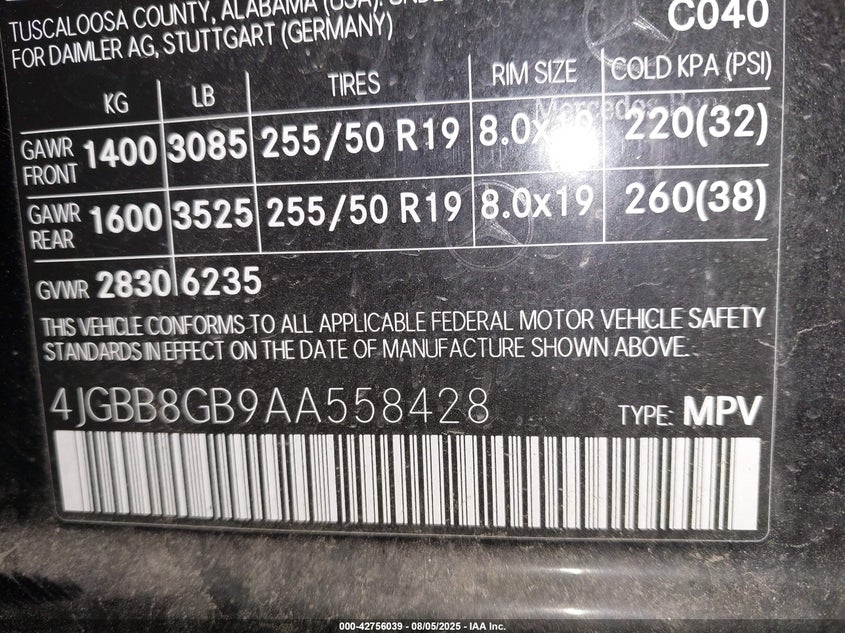 TUSCALOOSA COUNTY, ALABAMA (USA).
FOR DAIMLER AG, STUTTGART (GERMANY)
C040
KG LB TIRES RIM SIZE COLD KPA (PSI)
GAWR FRONT 1400 3085 255/50 R19 8.0x19 220(32)
GAWR REAR 1600 3525 255/50 R19 8.0x19 260(38)
GVWR 2830 6235
THIS VEHICLE CONFORMS TO ALL APPLICABLE FEDERAL MOTOR VEHICLE SAFETY
STANDARDS IN EFFECT ON THE DATE OF MANUFACTURE SHOWN ABOVE.
4JGBB8GB9AA558428 TYPE: MPV
000-42756039 - 08/05/2025 - IAA Inc.